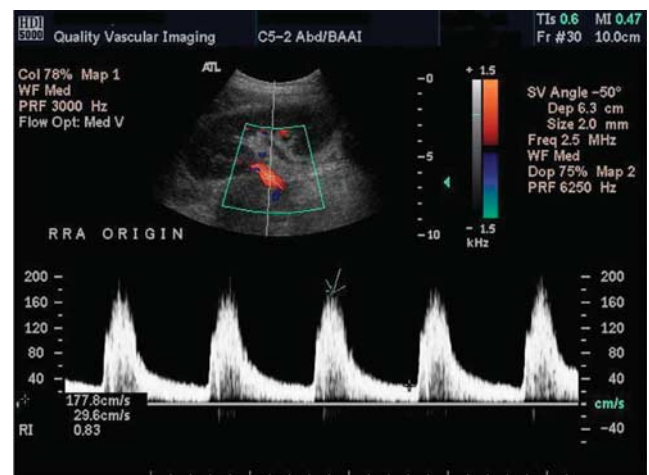 HDI
5000
Quality Vascular Imaging
C5-2 Abd/BAAI
TIs 0.6 MI 0.47
Fr #30 10.0cm
Col 78% Map 1
WF Med
PRF 3000 Hz
Flow Opt: Med V
ATL
0
5
10
+ 1.5
- 1.5
kHz
SV Angle -50°
Dep 6.3 cm
Size 2.0 mm
Freq 2.5 MHz
WF Med
Dop 75% Map 2
PRF 6250 Hz
RRA ORIGIN
200
160
120
80
40
177.8cm/s
29.6cm/s
RI 0.83
200
160
120
80
40
cm/s
-40